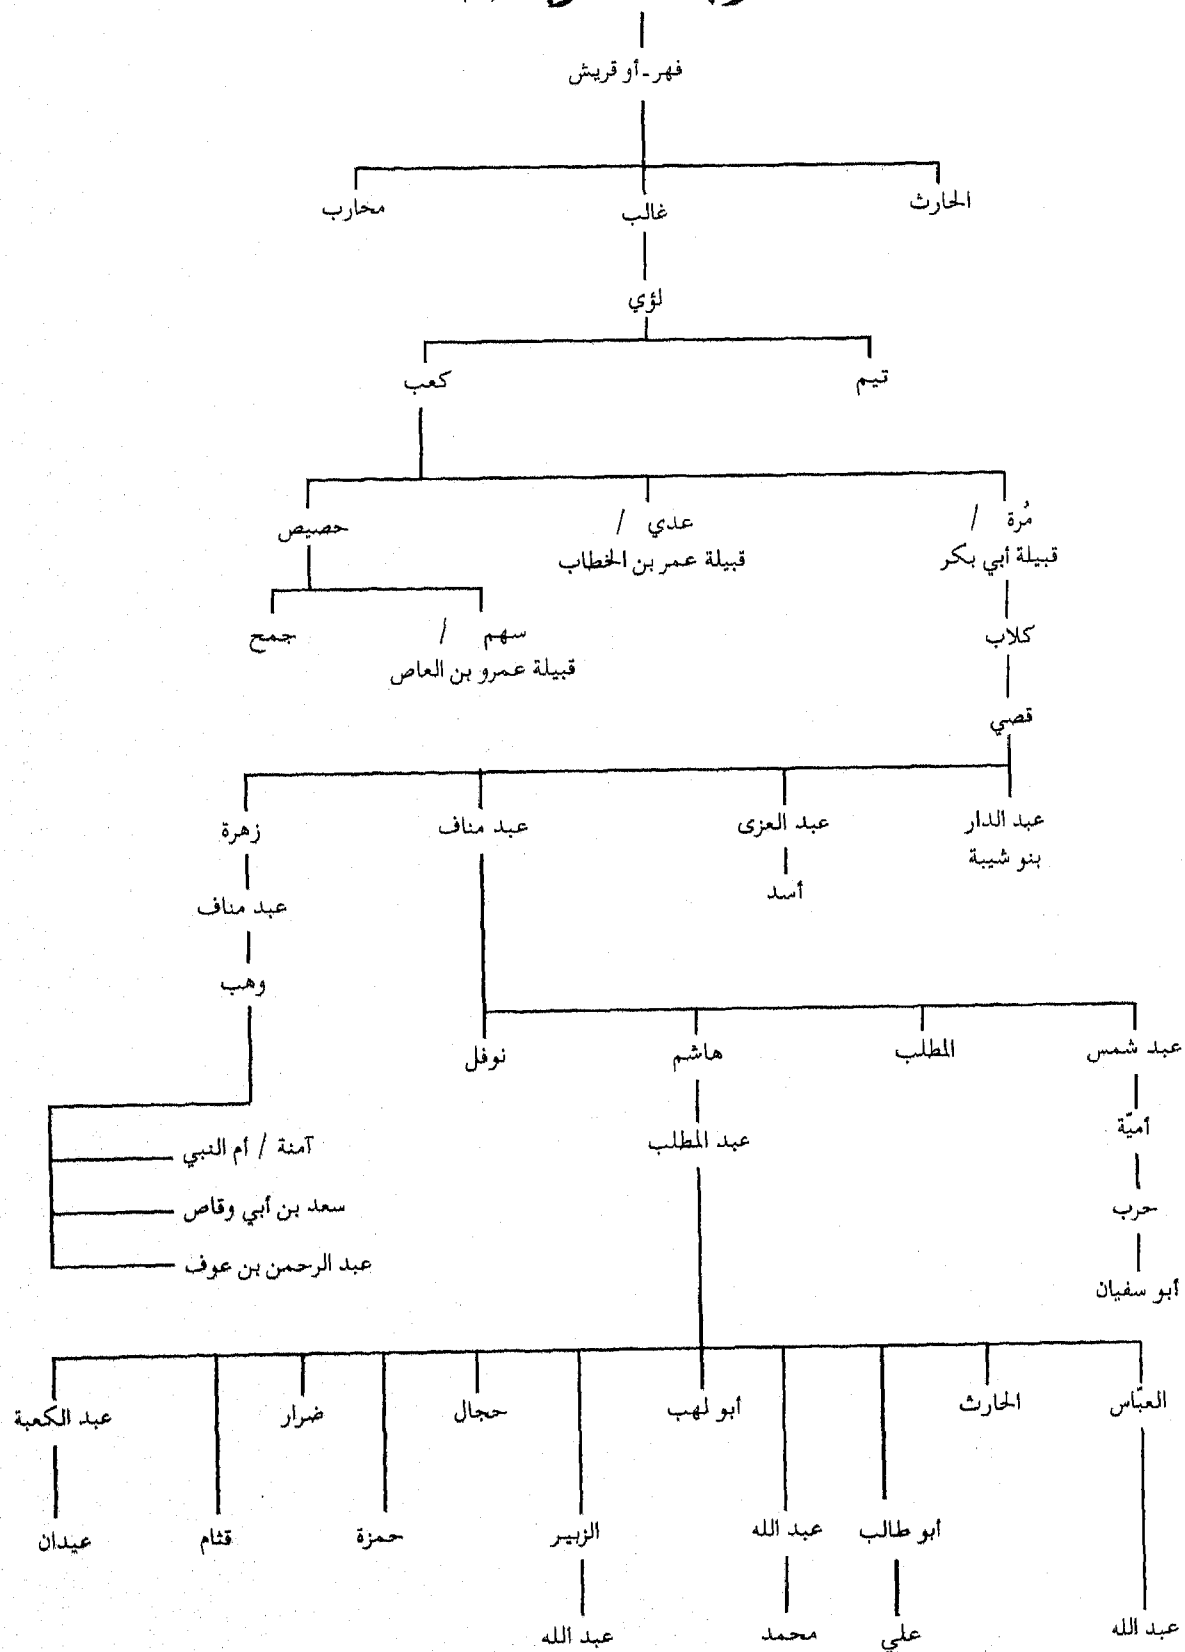 فهر ـ أو قريش
الحارث
غالب
محارب
لؤي
تيم
كعب
مُرة /
قبيلة أبي بكر
عدي /
قبيلة عمر بن الخطاب
حصيص
كلاب
سهم /
قبيلة عمرو بن العاص
جمح
قصي
عبد الدار
بنو شيبة
عبد العزى
عبد مناف
زهرة
أسد
عبد مناف
وهب
عبد شمس
المطلب
هاشم
نوفل
أميّة
عبد المطلب
آمنة / أم النبي
حرب
سعد بن أبي وقاص
عبد الرحمن بن عوف
أبو سفيان
العبّاس
الحارث
أبو لهب
حجال
ضرار
عبد الكعبة
أبو طالب
عبد الله
الزبير
حمزة
قثام
عيدان
عبد الله
علي
محمد
عبد الله